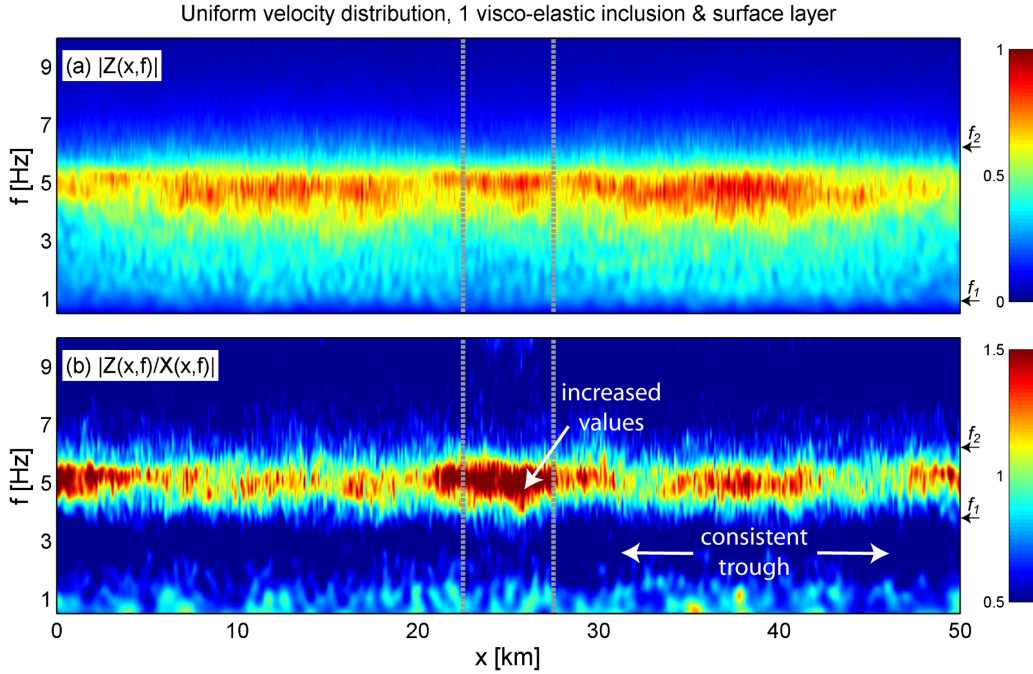 Uniform velocity distribution, 1 visco-elastic inclusion & surface layer
(a) |Z(x,f)|
f [Hz]
9
7
5
3
1
f2
f1
1
0.5
0
(b) |Z(x,f)/X(x,f)|
f [Hz]
9
7
5
3
1
increased
values
consistent
trough
f2
f1
1.5
1
0.5
0
10
20
30
40
50
x [km]